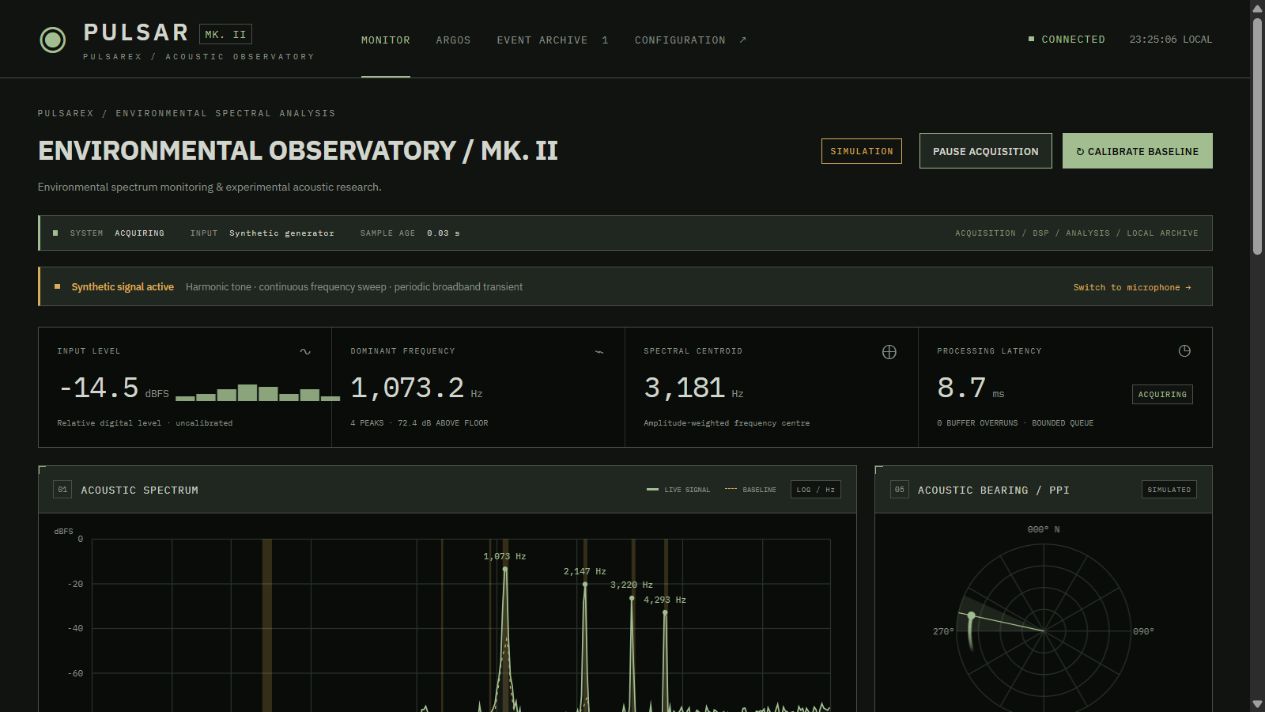 PULSAR MK. II
PULSAREX / ACOUSTIC OBSERVATORY
MONITOR ARGOS EVENT ARCHIVE 1 CONFIGURATION ↗
CONNECTED 23:25:06 LOCAL
PULSAREX / ENVIRONMENTAL SPECTRAL ANALYSIS
ENVIRONMENTAL OBSERVATORY / MK. II
SIMULATION PAUSE ACQUISITION ↻ CALIBRATE BASELINE
Environmental spectrum monitoring & experimental acoustic research.
SYSTEM ACQUIRING INPUT Synthetic generator SAMPLE AGE 0.03 s ACQUISITION / DSP / ANALYSIS / LOCAL ARCHIVE
Synthetic signal active Harmonic tone · continuous frequency sweep · periodic broadband transient Switch to microphone →
INPUT LEVEL
-14.5 dBFS
Relative digital level · uncalibrated
DOMINANT FREQUENCY
1,073.2 Hz
4 PEAKS · 72.4 dB ABOVE FLOOR
SPECTRAL CENTROID
3,181 Hz
Amplitude-weighted frequency centre
PROCESSING LATENCY
8.7 ms ACQUIRING
0 BUFFER OVERRUNS · BOUNDED QUEUE
01 ACOUSTIC SPECTRUM LIVE SIGNAL BASELINE LOG / Hz
dBFS
0
-20
-40
-60
1,073 Hz
2,147 Hz
3,220 Hz
4,293 Hz
05 ACOUSTIC BEARING / PPI SIMULATED
000° N
270° 090°